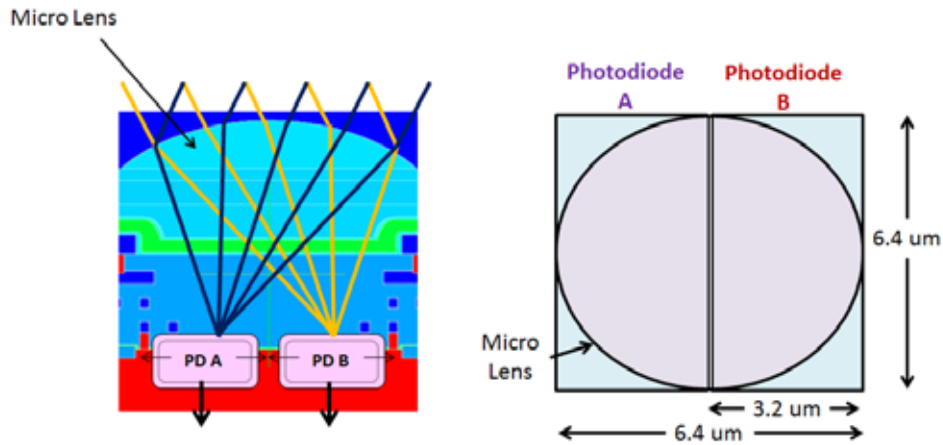 Micro Lens
PD A
PD B
Photodiode
A
Photodiode
B
6.4 um
Micro
Lens
3.2 um
6.4 um